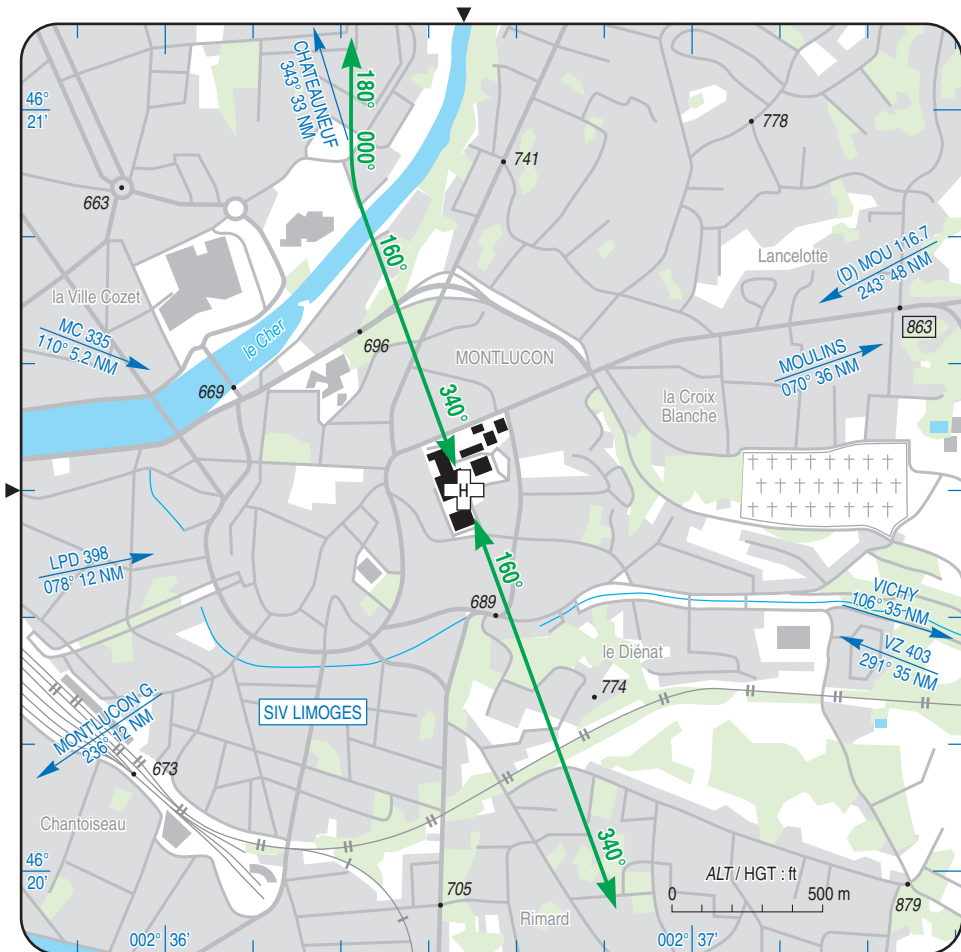 CHATEAUNEUF
343° 33 NM
180°
000°
46°
21'
778
741
663
160°
Lancelotte
(D) MOU 116.7
243° 48 NM
la Ville Cozet
MC 335
110° 5.2 NM
le Cher
696
863
MONTLUCON
MOULINS
070° 36 NM
669
340°
la Croix
Blanche
H
LPD 398
078° 12 NM
160°
689
VICHY
106° 35 NM
VZ 403
291° 35 NM
le Diénat
774
SIV LIMOGES
MONTLUCON G.
236° 12 NM
673
Chantoiseau
340°
46°
20'
ALT / HGT : ft
0 500 m
705
879
Rimard
002° 36'
002° 37'